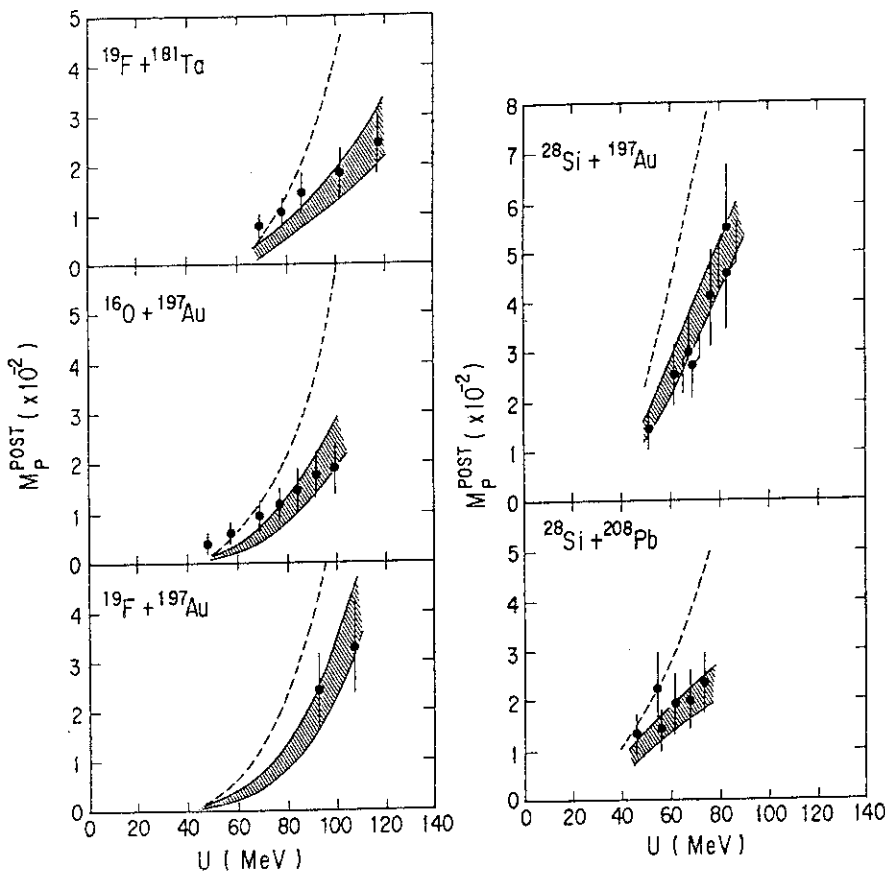 5
4
3
2
1
0
¹⁹F + ¹⁸¹Ta
5
4
3
2
1
0
¹⁶O + ¹⁹⁷Au
4
3
2
1
0
¹⁹F + ¹⁹⁷Au
0 20 40 60 80 100 120 140
U (MeV)
M_P^POST (x10^-2)
8
7
6
5
4
3
2
1
0
²⁸Si + ¹⁹⁷Au
M_P^POST (x10^-2)
5
4
3
2
1
0
²⁸Si + ²⁰⁸Pb
0 20 40 60 80 100 120 140
U (MeV)